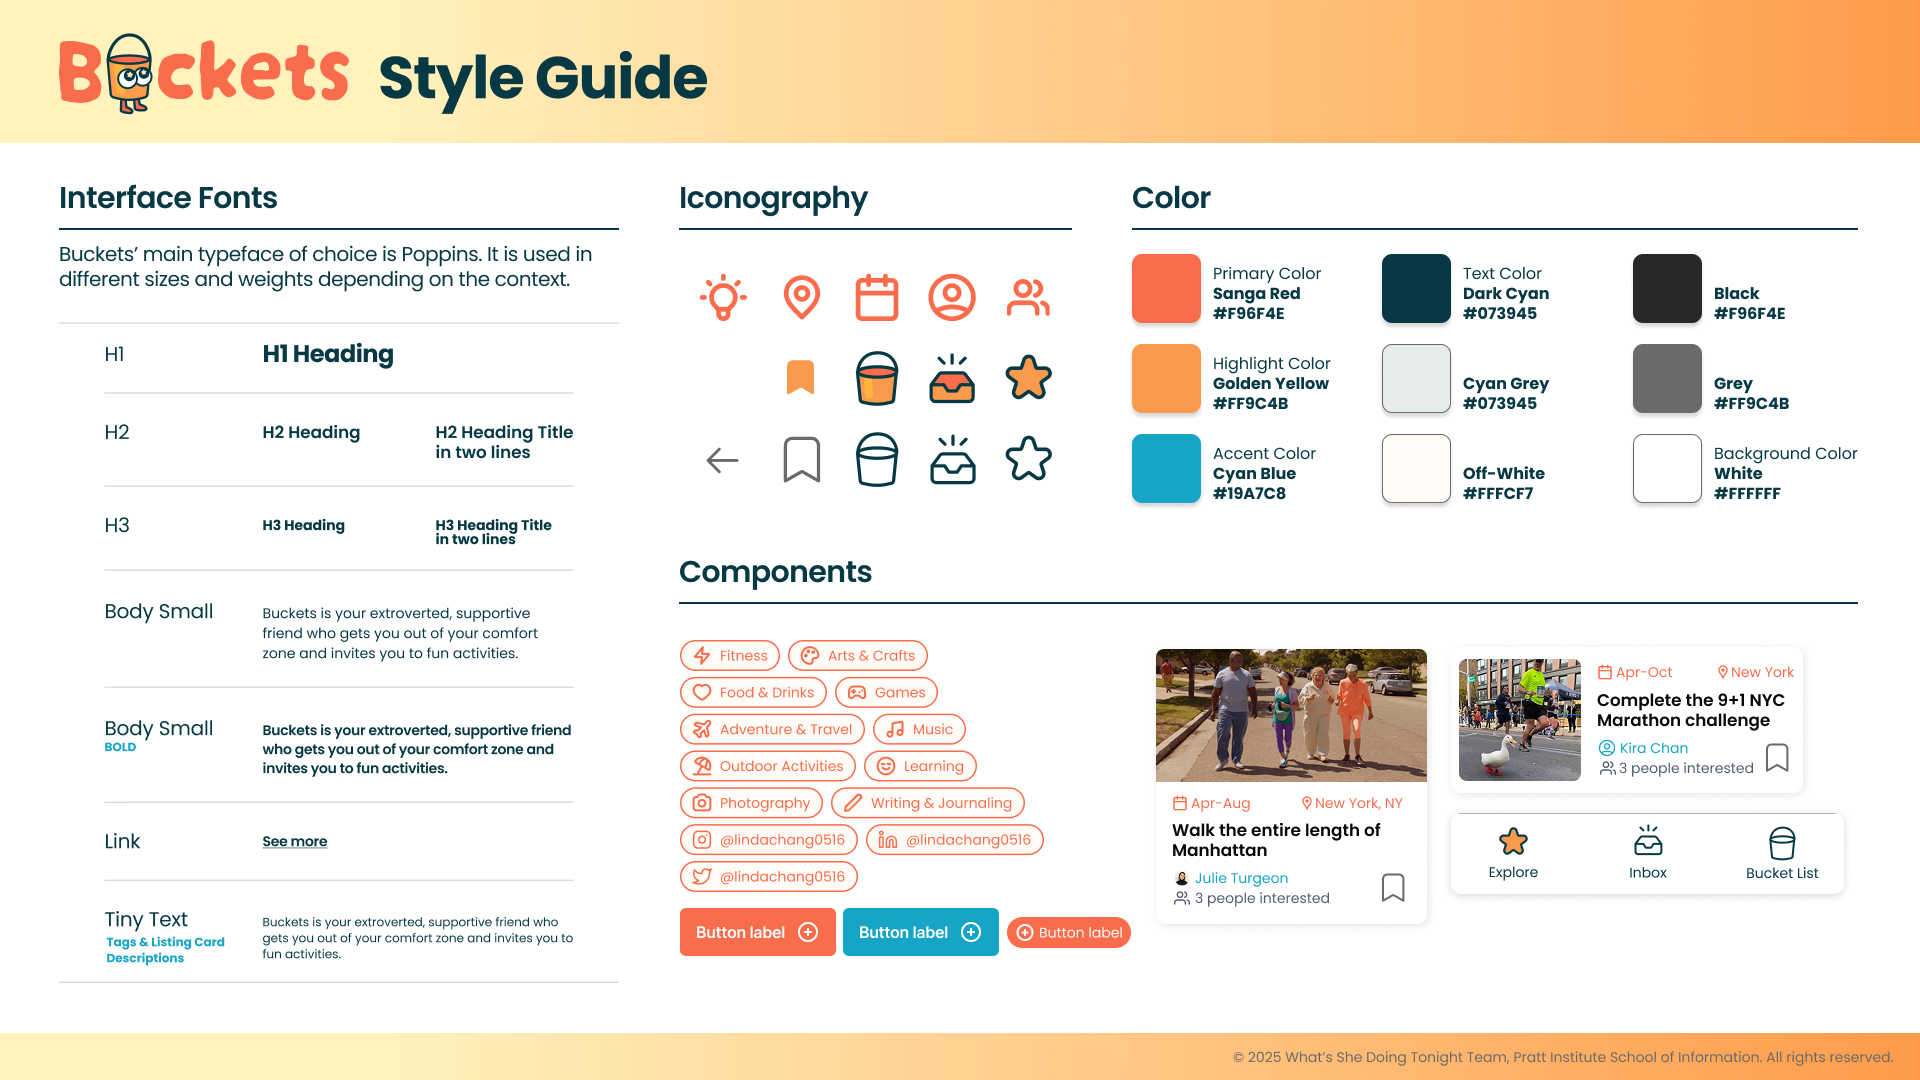 Buckets Style Guide
Interface Fonts
Buckets’ main typeface of choice is Poppins. It is used in
different sizes and weights depending on the context.
H1
H1 Heading
H2
H2 Heading
H2 Heading Title
in two lines
H3
H3 Heading
H3 Heading Title
in two lines
Body Small
Buckets is your extroverted, supportive
friend who gets you out of your comfort
zone and invites you to fun activities.
Body Small
BOLD
Buckets is your extroverted, supportive friend
who gets you out of your comfort zone and
invites you to fun activities.
Link
See more
Tiny Text
Tags & Listing Card
Descriptions
Buckets is your extroverted, supportive friend who
gets you out of your comfort zone and invites you to
fun activities.
Iconography
Color
Primary Color
Sanga Red
#F96F4E
Text Color
Dark Cyan
#073945
Black
#F96F4E
Highlight Color
Golden Yellow
#FF9C4B
Cyan Grey
#073945
Grey
#FF9C4B
Accent Color
Cyan Blue
#19A7C8
Off-White
#FFFCF7
Background Color
White
#FFFFFF
Components
Fitness
Arts & Crafts
Food & Drinks
Games
Adventure & Travel
Music
Outdoor Activities
Learning
Photography
Writing & Journaling
@lindachang0516
@lindachang0516
@lindachang0516
Button label
Button label
Button label
Apr-Aug
New York, NY
Walk the entire length of
Manhattan
Julie Turgeon
3 people interested
Apr-Oct
New York
Complete the 9+1 NYC
Marathon challenge
Kira Chan
3 people interested
Explore
Inbox
Bucket List
© 2025 What’s She Doing Tonight Team, Pratt Institute School of Information. All rights reserved.